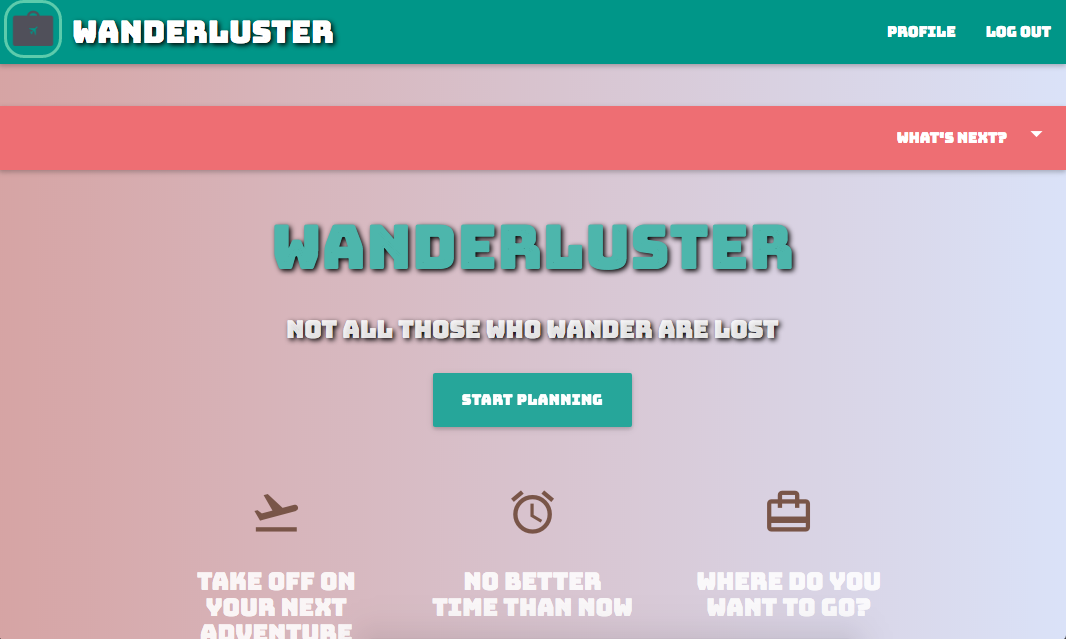 WANDERLUSTER
PROFILE
LOG OUT
WHAT'S NEXT?
WANDERLUSTER
NOT ALL THOSE WHO WANDER ARE LOST
START PLANNING
TAKE OFF ON
YOUR NEXT
ADVENTURE
NO BETTER
TIME THAN NOW
WHERE DO YOU
WANT TO GO?